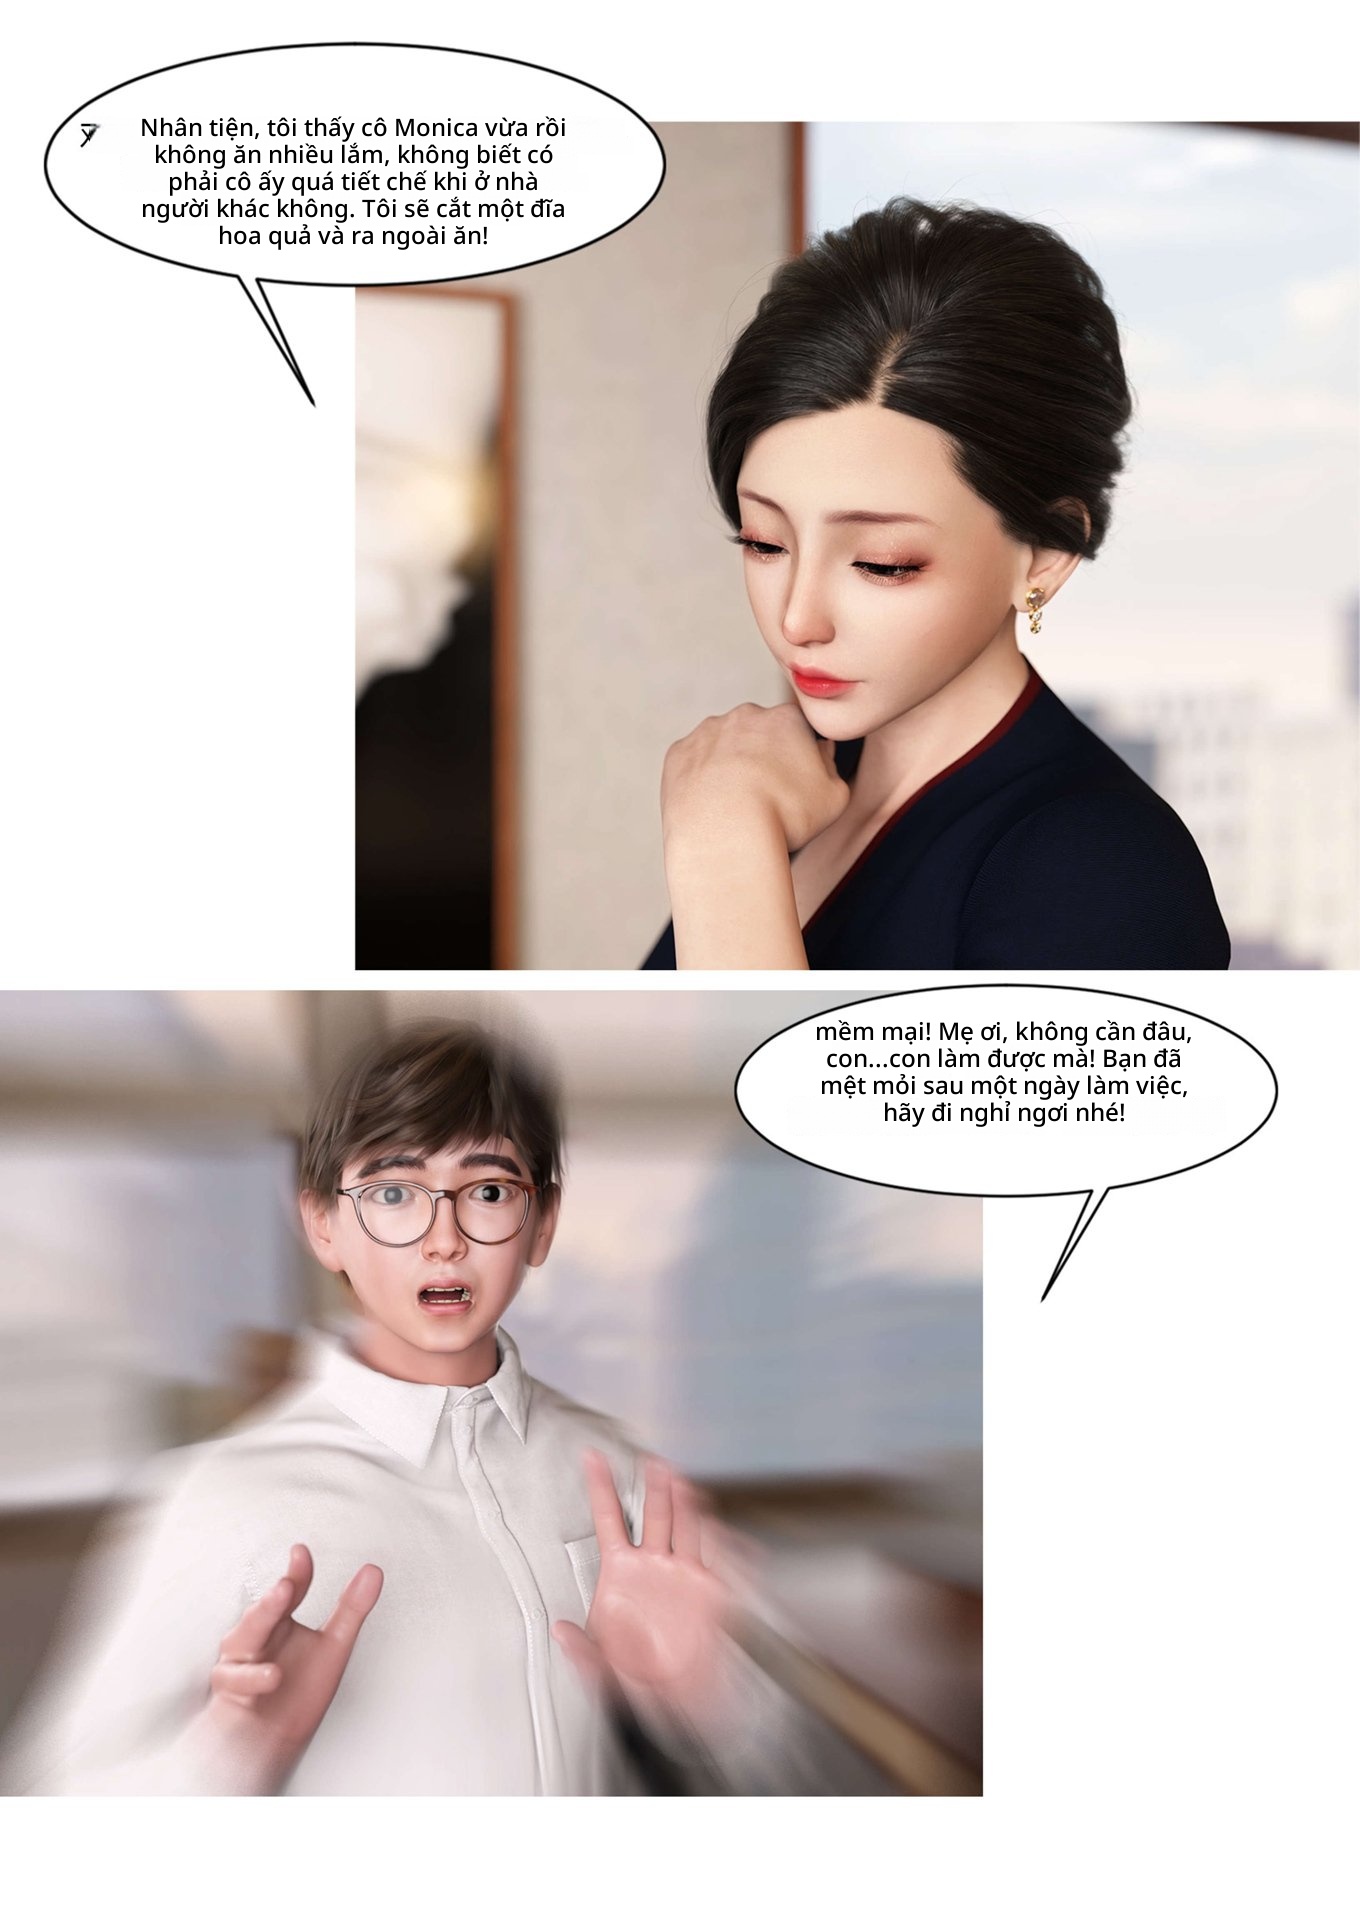 Nhân tiện, tôi thấy cô Monica vừa rồi
không ăn nhiều lắm, không biết có
phải cô ấy quá tiết chế khi ở nhà
người khác không. Tôi sẽ cắt một đĩa
hoa quả và ra ngoài ăn!
mềm mại! Mẹ ơi, không cần đâu,
con...con làm được mà! Bạn đã
mệt mỏi sau một ngày làm việc,
hãy đi nghỉ ngơi nhé!